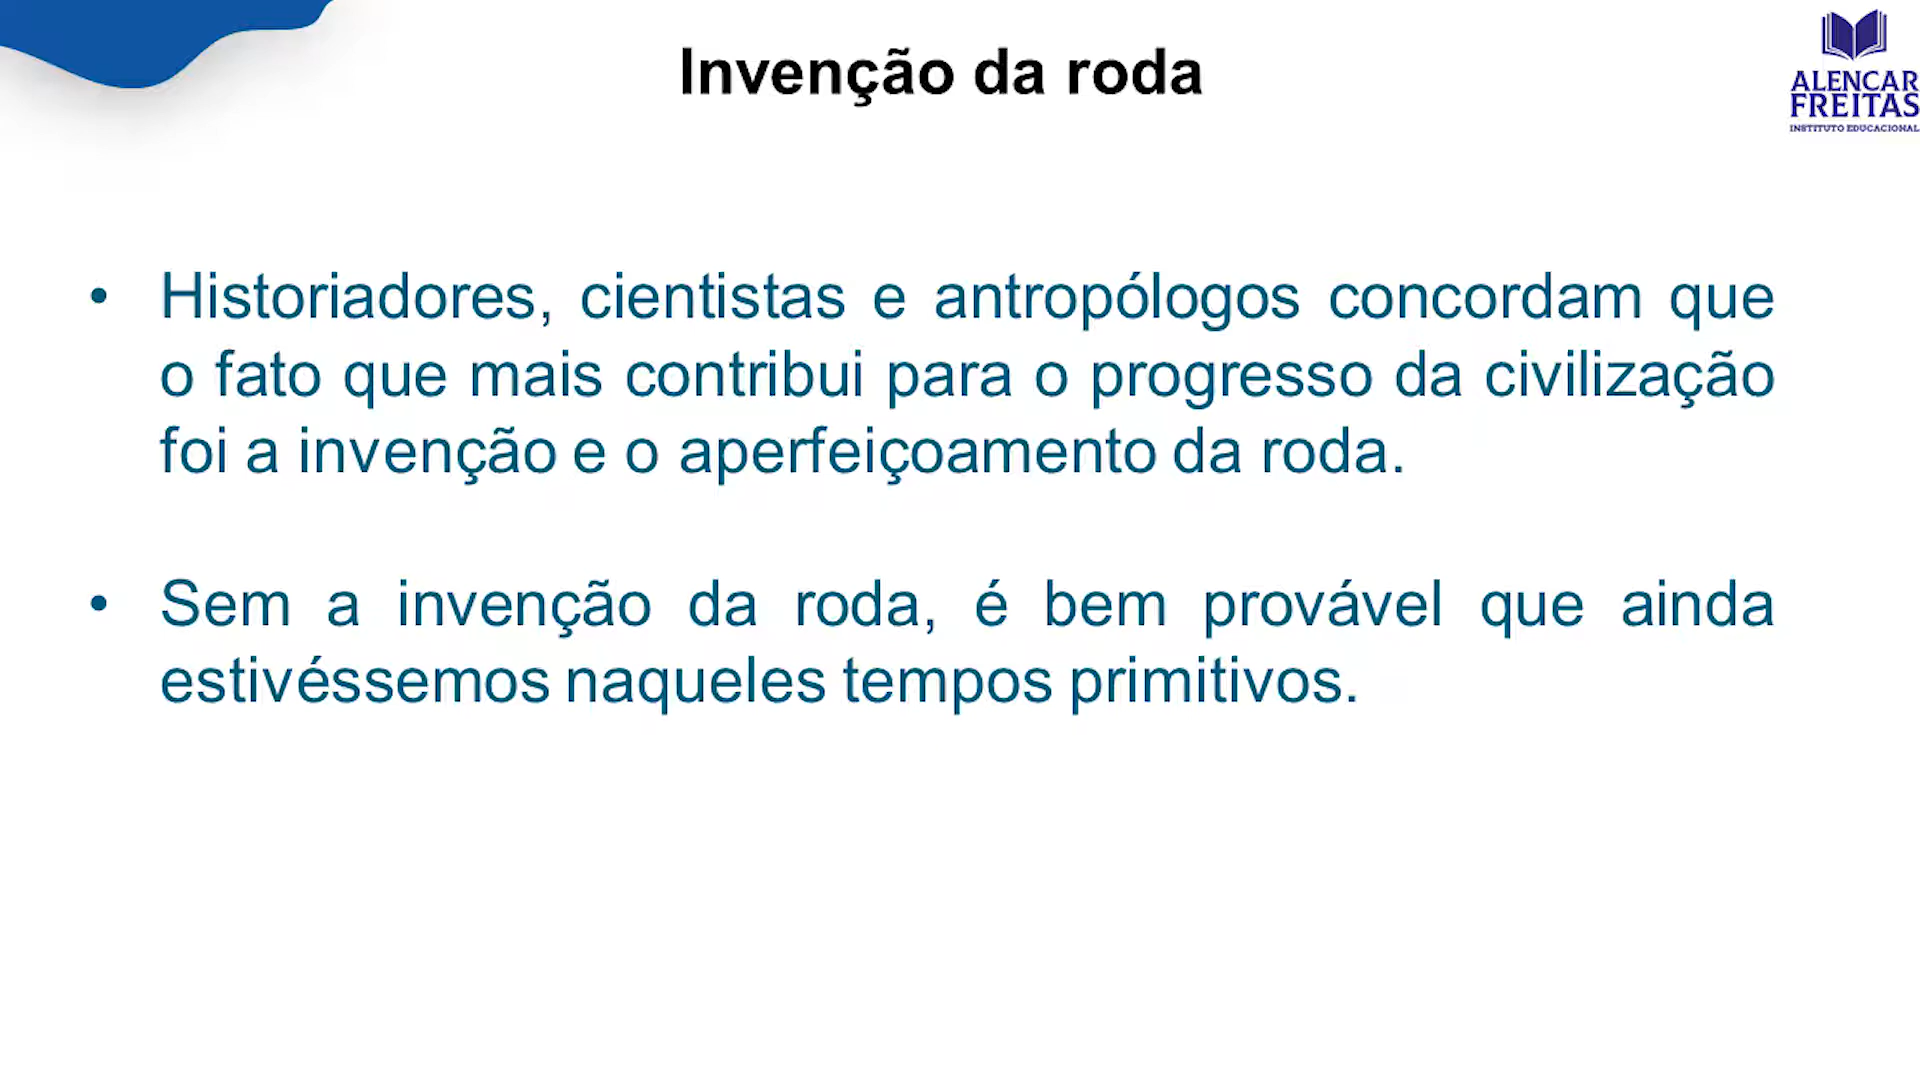 Invenção da roda
ALENCAR
FREITAS
INSTITUTO EDUCACIONAL
• Historiadores, cientistas e antropólogos concordam que
o fato que mais contribui para o progresso da civilização
foi a invenção e o aperfeiçoamento da roda.
• Sem a invenção da roda, é bem provável que ainda
estivéssemos naqueles tempos primitivos.